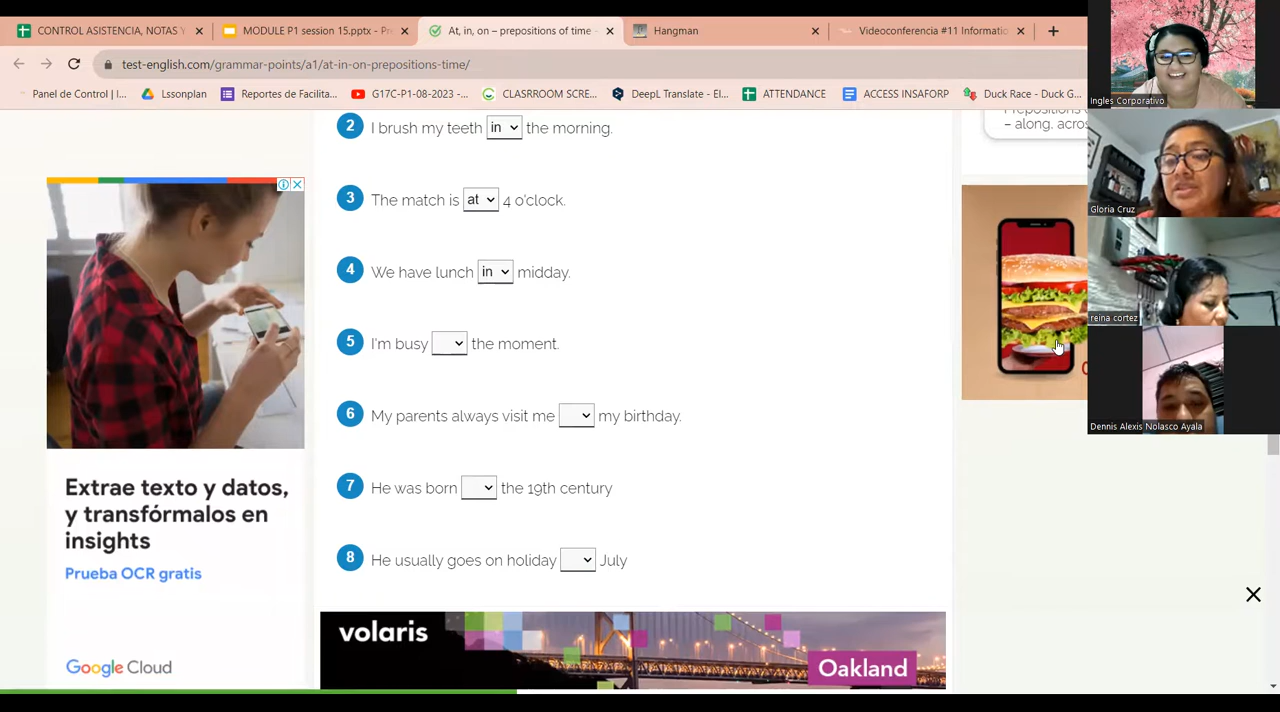 CONTROL ASISTENCIA, NOTAS Y
MODULE P1 session 15.pptx - Pr
At, in, on – prepositions of time –
Hangman
Videoconferencia #11 Informatio
test-english.com/grammar-points/a1/at-in-on-prepositions-time/
Panel de Control | I...
Lssonplan
Reportes de Facilita...
G17C-P1-08-2023 -...
CLASRROOM SCRE...
DeepL Translate - El...
ATTENDANCE
ACCESS INSAFORP
Duck Race - Duck G...
Ingles Corporativo
– along, across
2 I brush my teeth in the morning.
3 The match is at 4 o'clock.
4 We have lunch in midday.
5 I'm busy the moment.
6 My parents always visit me my birthday.
7 He was born the 19th century
8 He usually goes on holiday July
Gloria Cruz
reina cortez
Dennis Alexis Nolasco Ayala
Extrae texto y datos,
y transfórmalos en
insights
Prueba OCR gratis
Google Cloud
volaris
Oakland